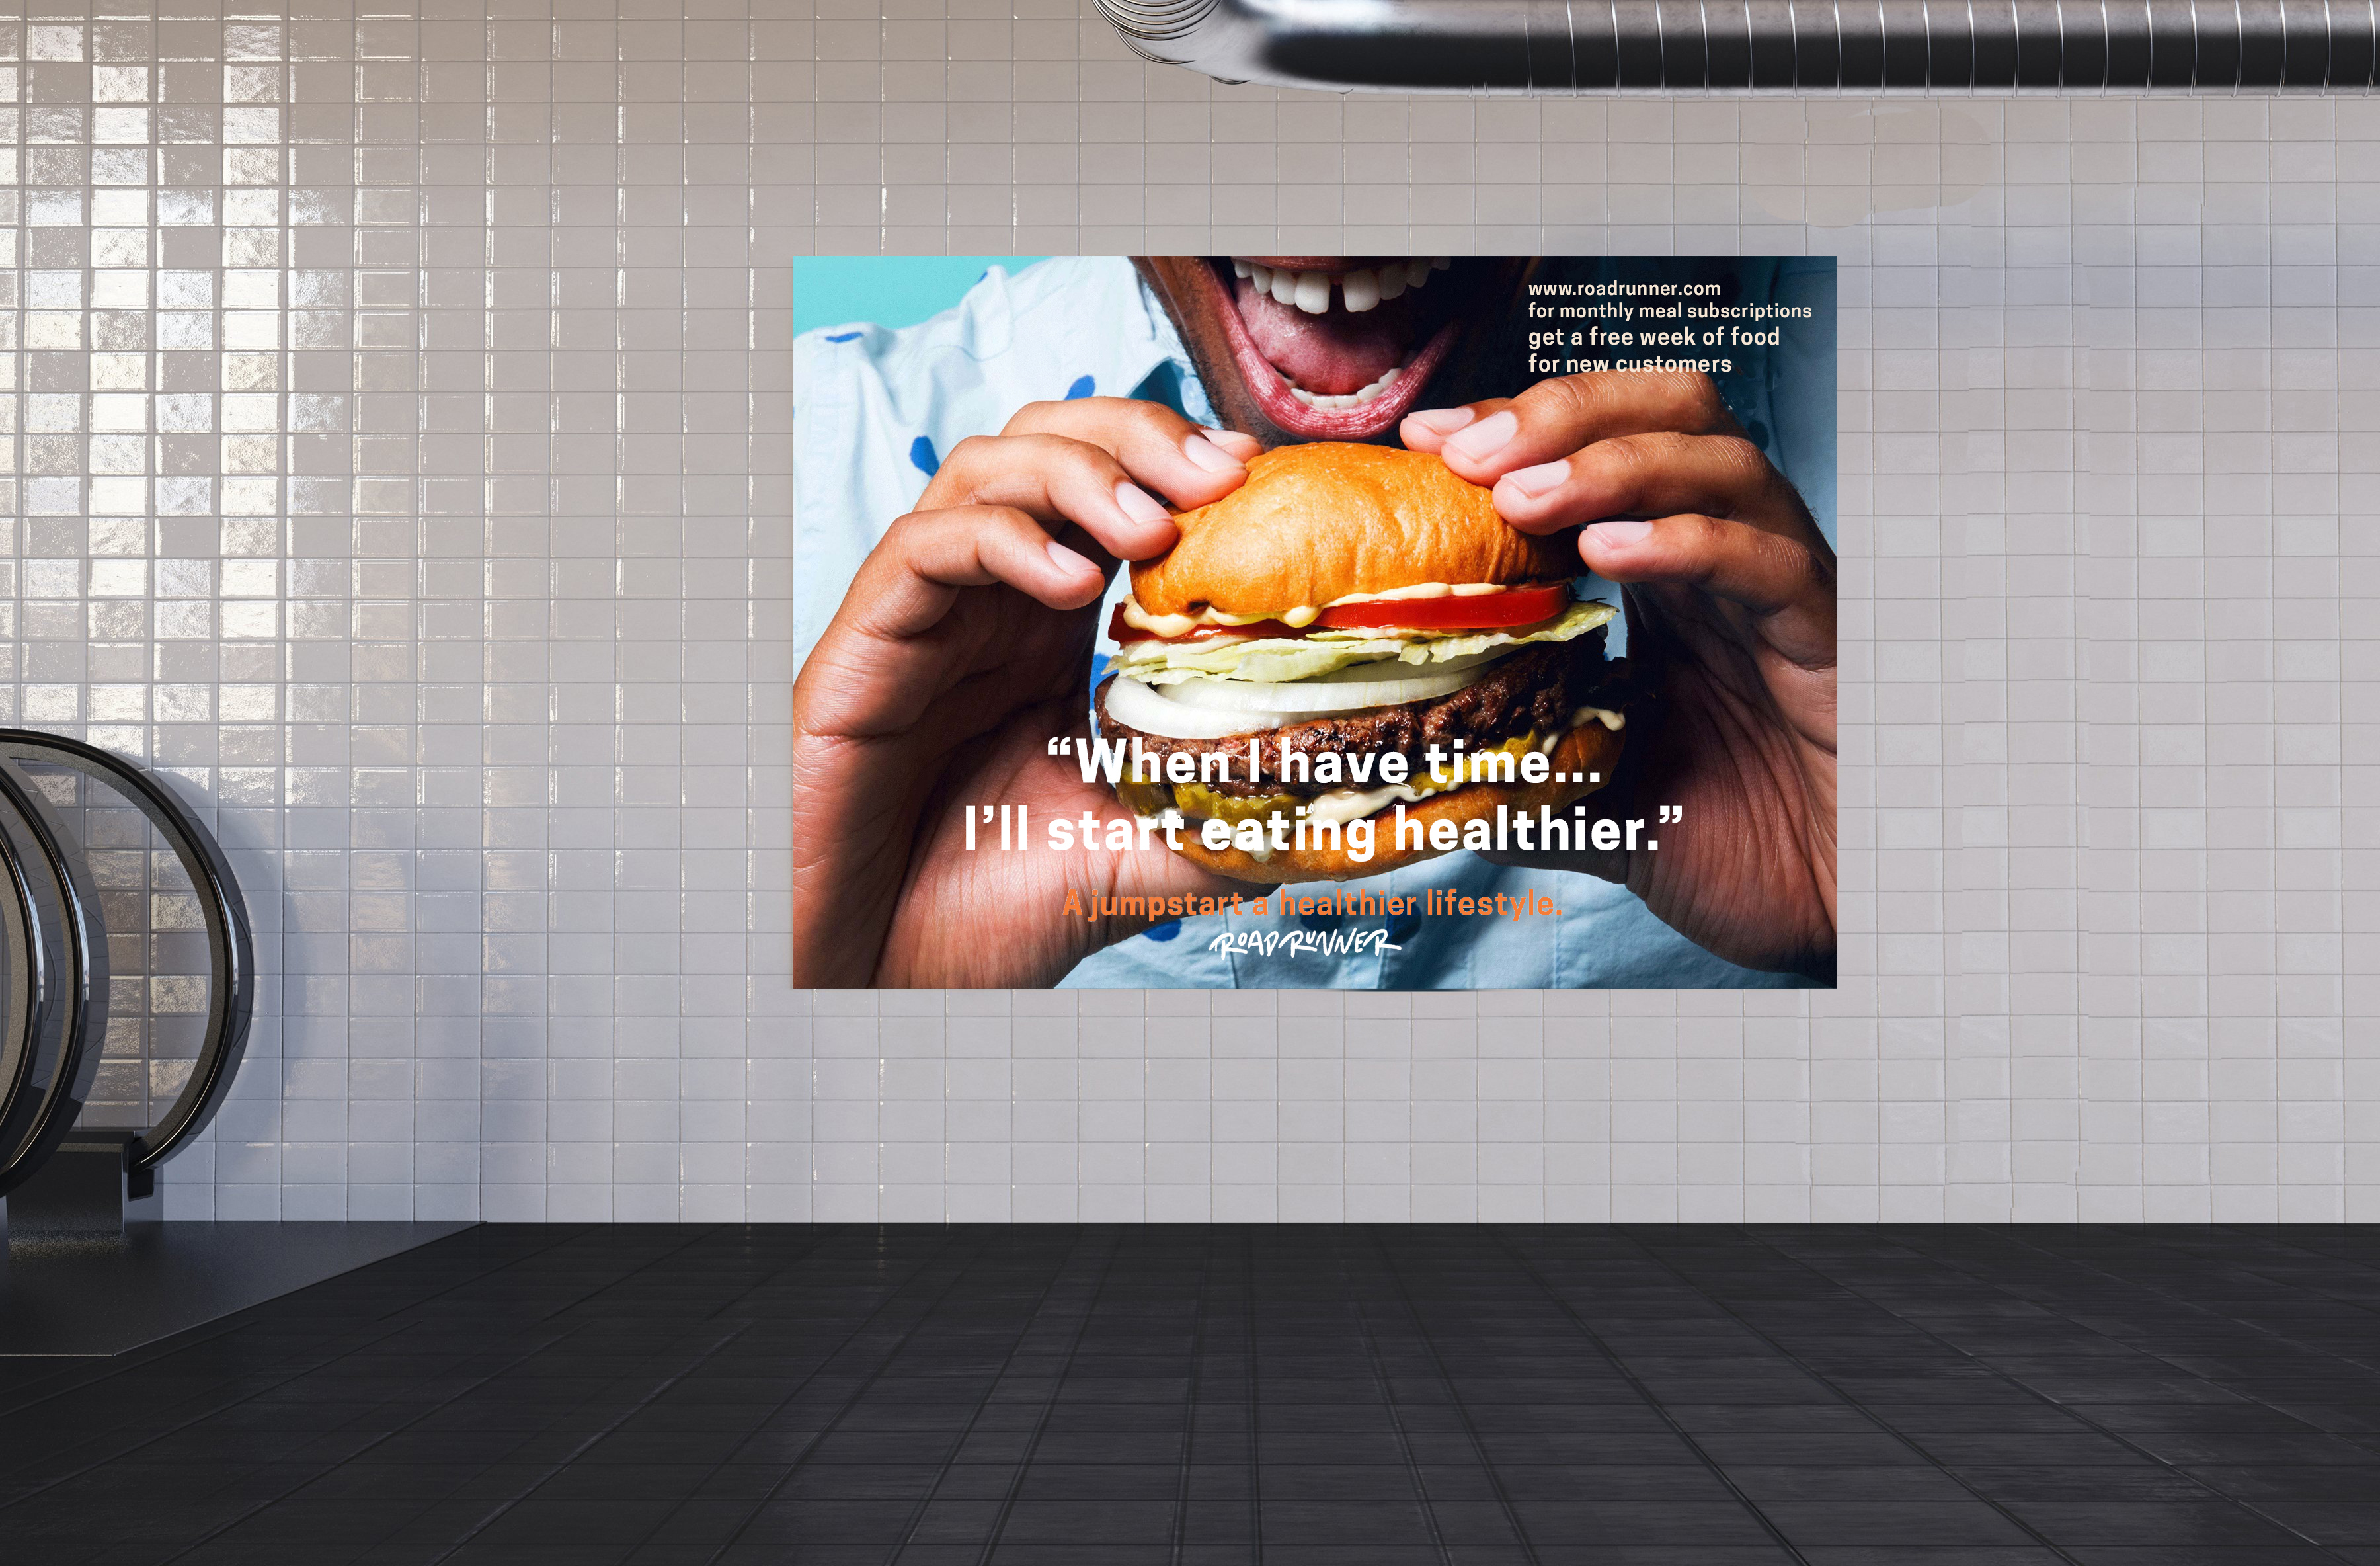 www.roadrunner.com
for monthly meal subscriptions
get a free week of food
for new customers
“When I have time...
I’ll start eating healthier.”
A jumpstart a healthier lifestyle.
ROADRUNNER